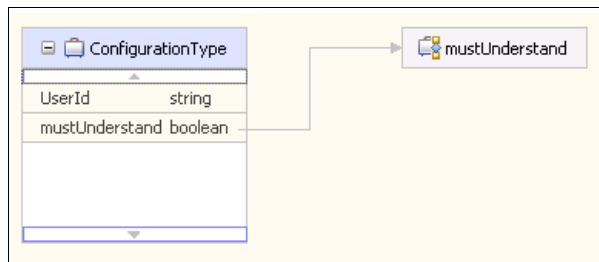 ConfigurationType
mustUnderstand
UserId string
mustUnderstand boolean